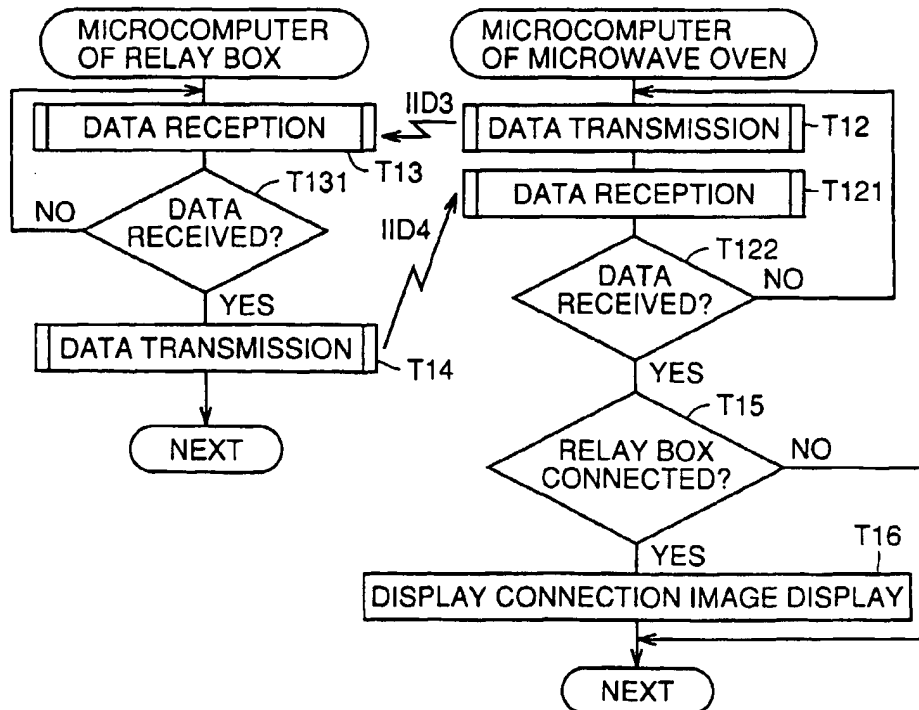 MICROCOMPUTER
OF RELAY BOX
DATA RECEPTION
T13
T131
DATA
RECEIVED?
NO
YES
DATA TRANSMISSION
T14
NEXT
IID3
IID4
MICROCOMPUTER
OF MICROWAVE OVEN
DATA TRANSMISSION
T12
DATA RECEPTION
T121
T122
DATA
RECEIVED?
NO
YES
T15
RELAY BOX
CONNECTED?
NO
YES
T16
DISPLAY CONNECTION IMAGE DISPLAY
NEXT